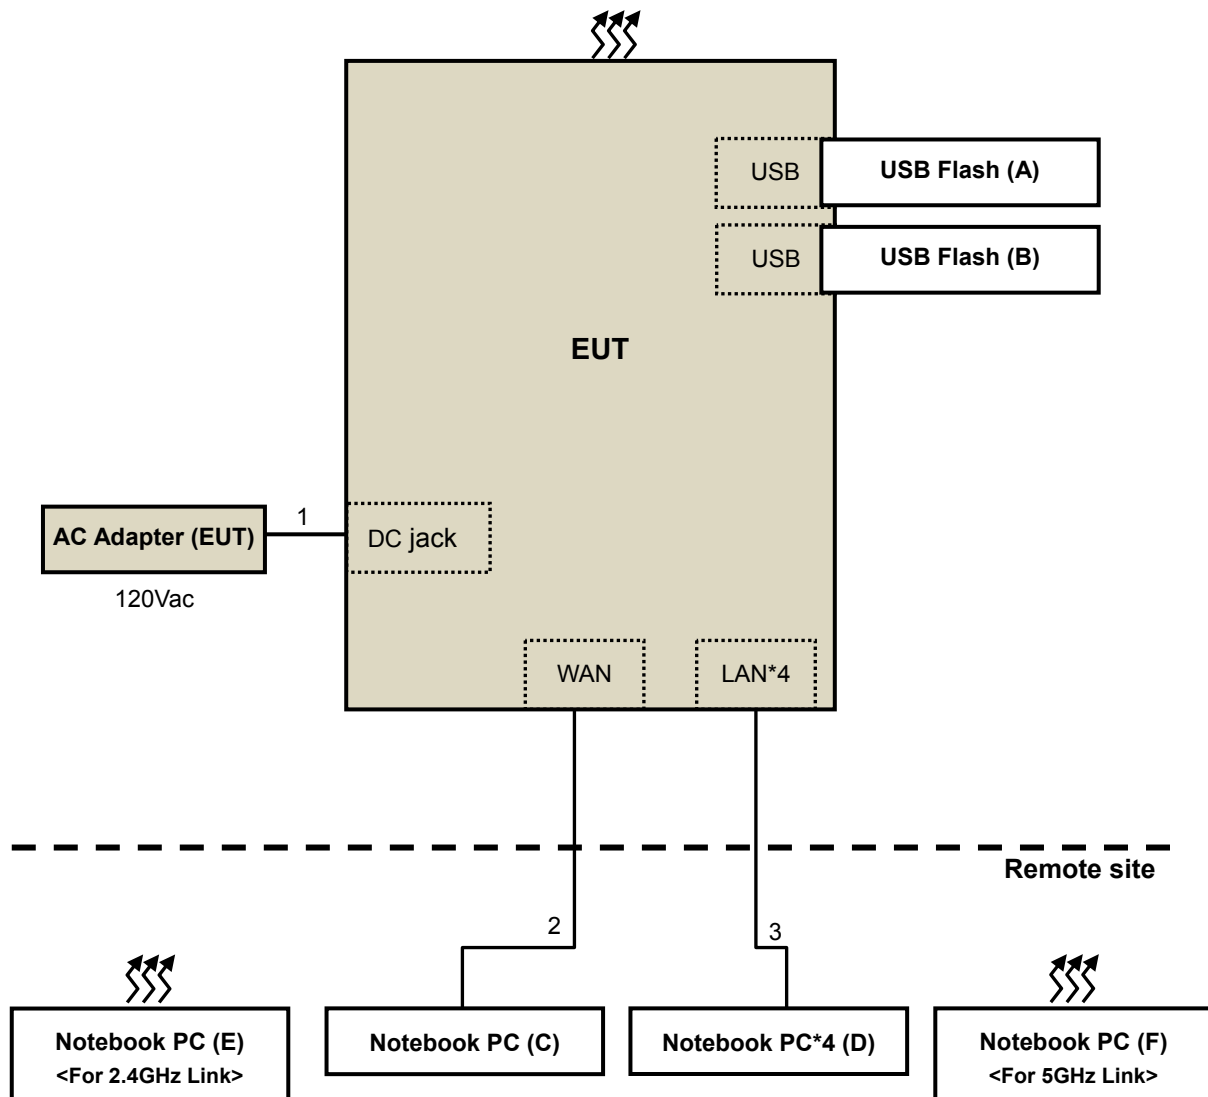 USB
USB Flash (A)
USB
USB Flash (B)
EUT
AC Adapter (EUT)
1
DC jack
120Vac
WAN
LAN*4
Remote site
2
3
Notebook PC (E)
<For 2.4GHz Link>
Notebook PC (C)
Notebook PC*4 (D)
Notebook PC (F)
<For 5GHz Link>